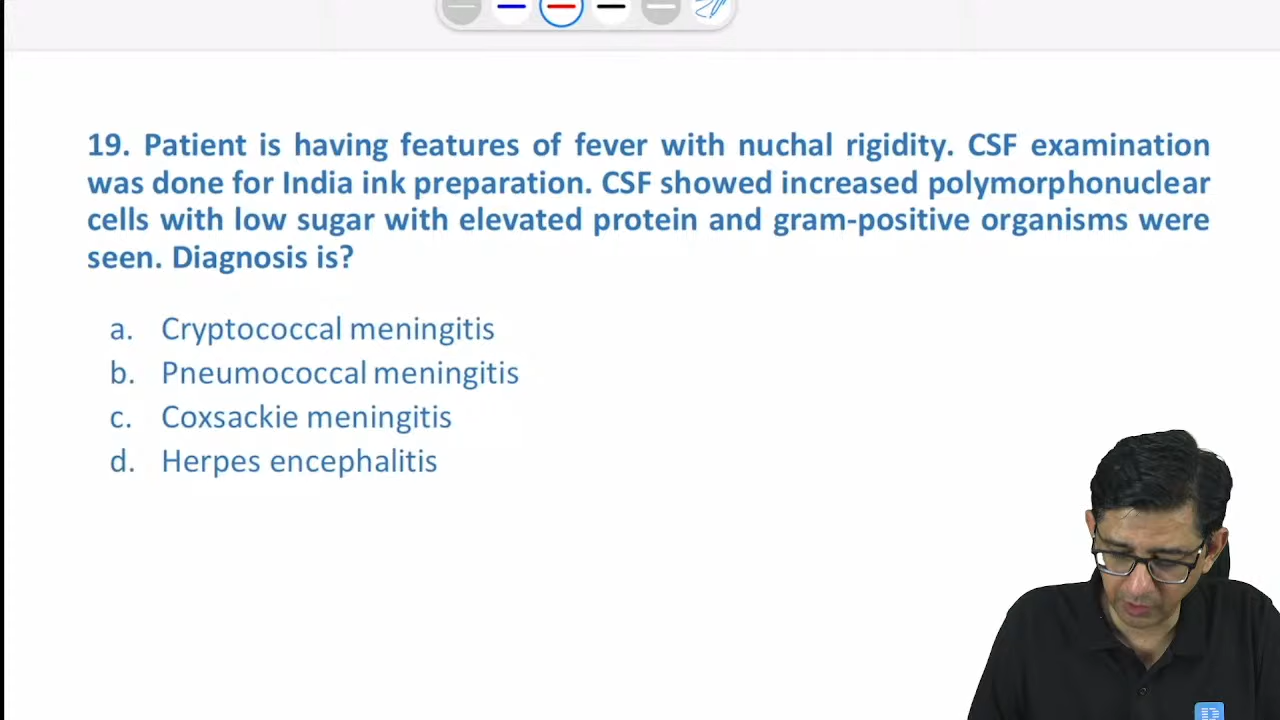 19. Patient is having features of fever with nuchal rigidity. CSF examination
was done for India ink preparation. CSF showed increased polymorphonuclear
cells with low sugar with elevated protein and gram-positive organisms were
seen. Diagnosis is?
a. Cryptococcal meningitis
b. Pneumococcal meningitis
c. Coxsackie meningitis
d. Herpes encephalitis